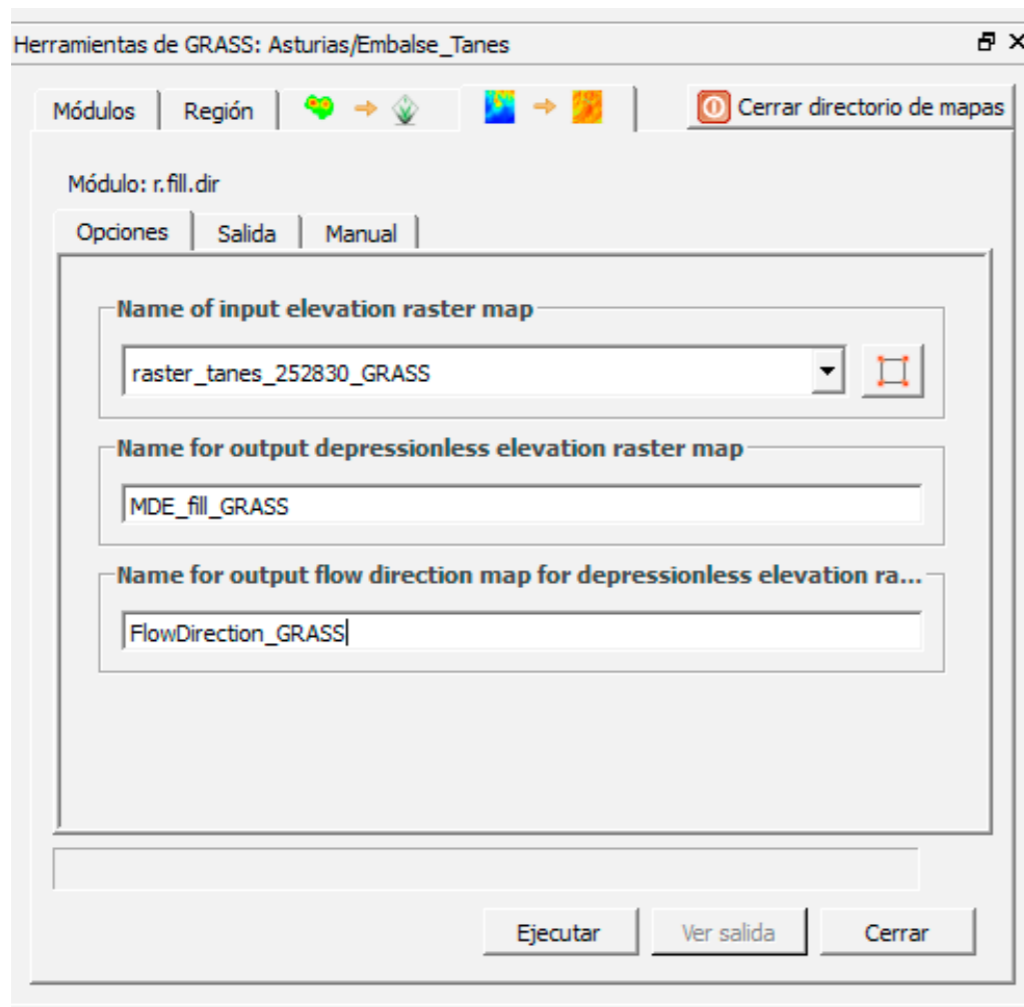 Herramientas de GRASS: Asturias/Embalse_Tanes
Módulos Región Cerrar directorio de mapas
Módulo: r.fill.dir
Opciones Salida Manual
Name of input elevation raster map
raster_tanes_252830_GRASS
Name for output depressionless elevation raster map
MDE_fill_GRASS
Name for output flow direction map for depressionless elevation ra...
FlowDirection_GRASS
Ejecutar Ver salida Cerrar